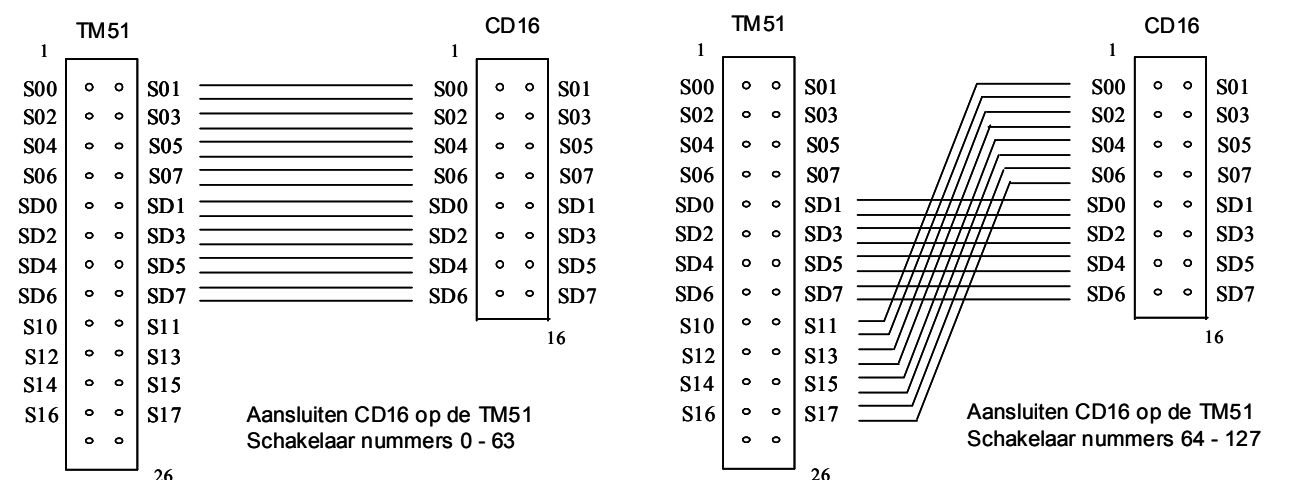 TM51
1
S00 S01
S02 S03
S04 S05
S06 S07
SD0 SD1
SD2 SD3
SD4 SD5
SD6 SD7
S10 S11
S12 S13
S14 S15
S16 S17
26
CD16
1
S00 S01
S02 S03
S04 S05
S06 S07
SD0 SD1
SD2 SD3
SD4 SD5
SD6 SD7
16
Aansluiten CD16 op de TM51
Schakelaar nummers 0 - 63
TM51
1
S00 S01
S02 S03
S04 S05
S06 S07
SD0 SD1
SD2 SD3
SD4 SD5
SD6 SD7
S10 S11
S12 S13
S14 S15
S16 S17
26
CD16
1
S00 S01
S02 S03
S04 S05
S06 S07
SD0 SD1
SD2 SD3
SD4 SD5
SD6 SD7
16
Aansluiten CD16 op de TM51
Schakelaar nummers 64 - 127